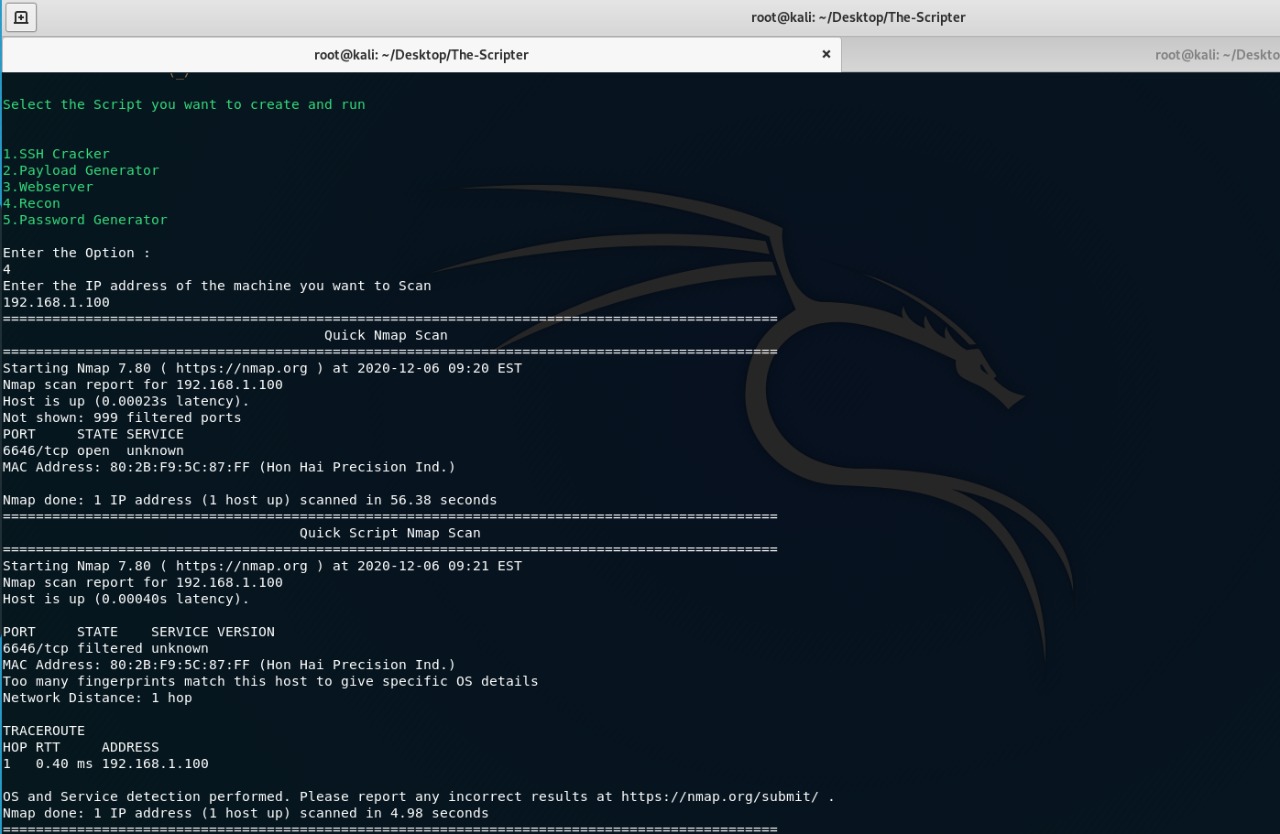 root@kali: ~/Desktop/The-Scripter
root@kali: ~/Desktop/The-Scripter × root@kali: ~/Deskto
(_)
Select the Script you want to create and run
1.SSH Cracker
2.Payload Generator
3.Webserver
4.Recon
5.Password Generator
Enter the Option :
4
Enter the IP address of the machine you want to Scan
192.168.1.100
==============================================================================================
Quick Nmap Scan
==============================================================================================
Starting Nmap 7.80 ( https://nmap.org ) at 2020-12-06 09:20 EST
Nmap scan report for 192.168.1.100
Host is up (0.00023s latency).
Not shown: 999 filtered ports
PORT     STATE SERVICE
6646/tcp open  unknown
MAC Address: 80:2B:F9:5C:87:FF (Hon Hai Precision Ind.)
Nmap done: 1 IP address (1 host up) scanned in 56.38 seconds
==============================================================================================
Quick Script Nmap Scan
==============================================================================================
Starting Nmap 7.80 ( https://nmap.org ) at 2020-12-06 09:21 EST
Nmap scan report for 192.168.1.100
Host is up (0.00040s latency).
PORT     STATE    SERVICE VERSION
6646/tcp filtered unknown
MAC Address: 80:2B:F9:5C:87:FF (Hon Hai Precision Ind.)
Too many fingerprints match this host to give specific OS details
Network Distance: 1 hop
TRACEROUTE
HOP RTT     ADDRESS
1   0.40 ms 192.168.1.100
OS and Service detection performed. Please report any incorrect results at https://nmap.org/submit/ .
Nmap done: 1 IP address (1 host up) scanned in 4.98 seconds
==============================================================================================